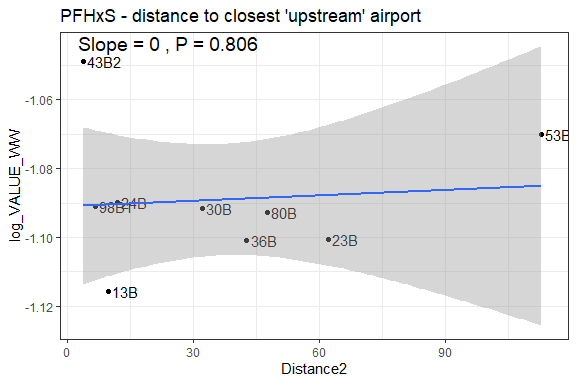 PFHxS - distance to closest 'upstream' airport
Slope = 0 , P = 0.806
43B2
-1.06
53B
-1.08
log_VALUE_WW
24B
30B
80B
-1.10
36B
23B
13B
-1.12
0
30
60
90
Distance2